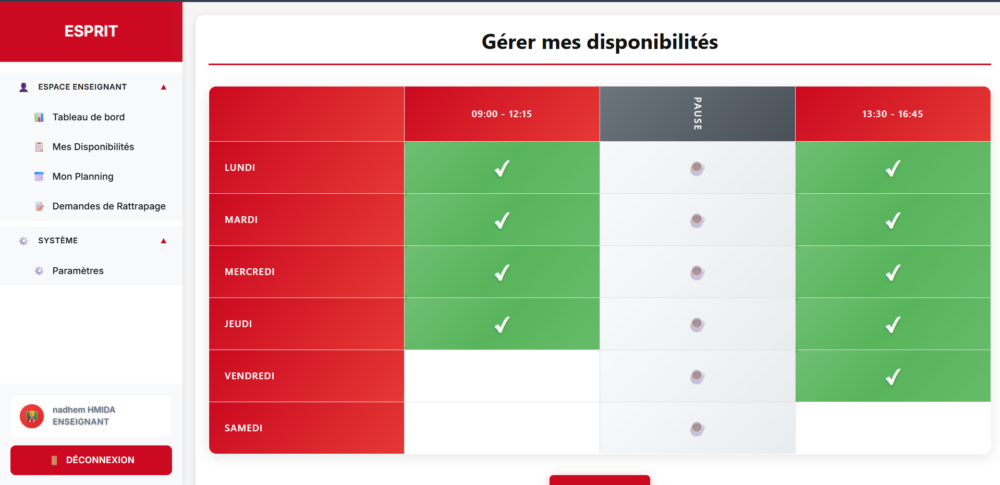 ESPRIT
ESPACE ENSEIGNANT
Tableau de bord
Mes Disponibilités
Mon Planning
Demandes de Rattrapage
SYSTÈME
Paramètres
nadhem HMIDA
ENSEIGNANT
DÉCONNEXION
Gérer mes disponibilités
09:00 - 12:15
PAUSE
13:30 - 16:45
LUNDI
MARDI
MERCREDI
JEUDI
VENDREDI
SAMEDI